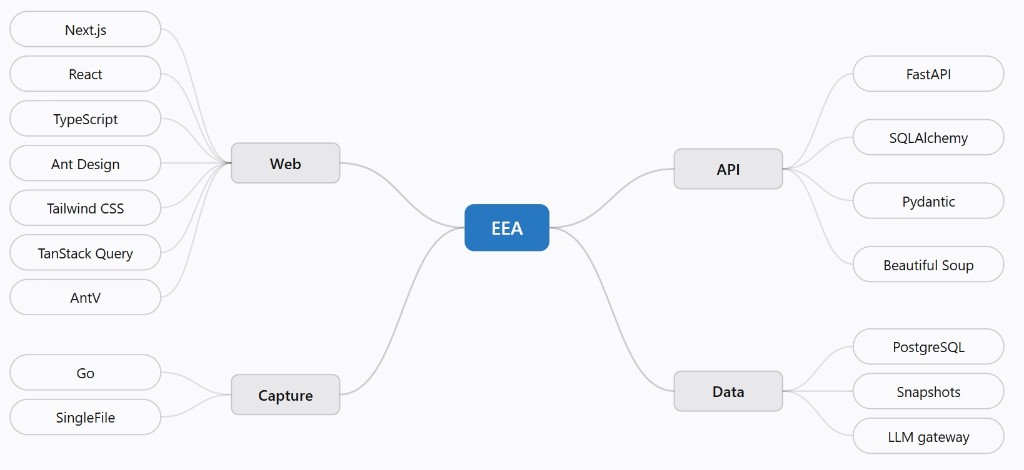 Next.js
React
TypeScript
Ant Design
Tailwind CSS
TanStack Query
AntV
Web
Go
SingleFile
Capture
EEA
API
FastAPI
SQLAlchemy
Pydantic
Beautiful Soup
Data
PostgreSQL
Snapshots
LLM gateway